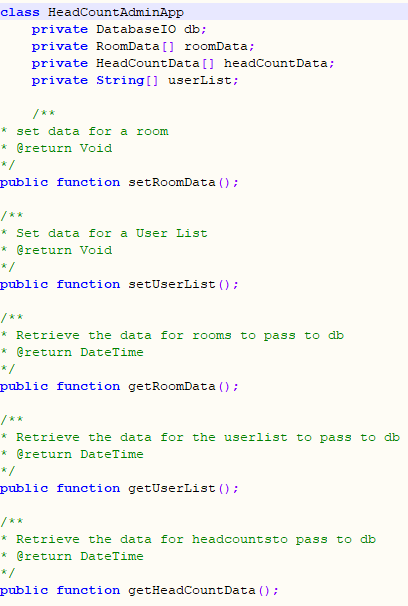 class HeadCountAdminApp
private DatabaseIO db;
private RoomData[] roomData;
private HeadCountData[] headCountData;
private String[] userList;
/**
* set data for a room
* @return Void
*/
public function setRoomData();
/**
* Set data for a User List
* @return Void
*/
public function setUserList();
/**
* Retrieve the data for rooms to pass to db
* @return DateTime
*/
public function getRoomData();
/**
* Retrieve the data for the userlist to pass to db
* @return DateTime
*/
public function getUserList();
/**
* Retrieve the data for headcountsto pass to db
* @return DateTime
*/
public function getHeadCountData();